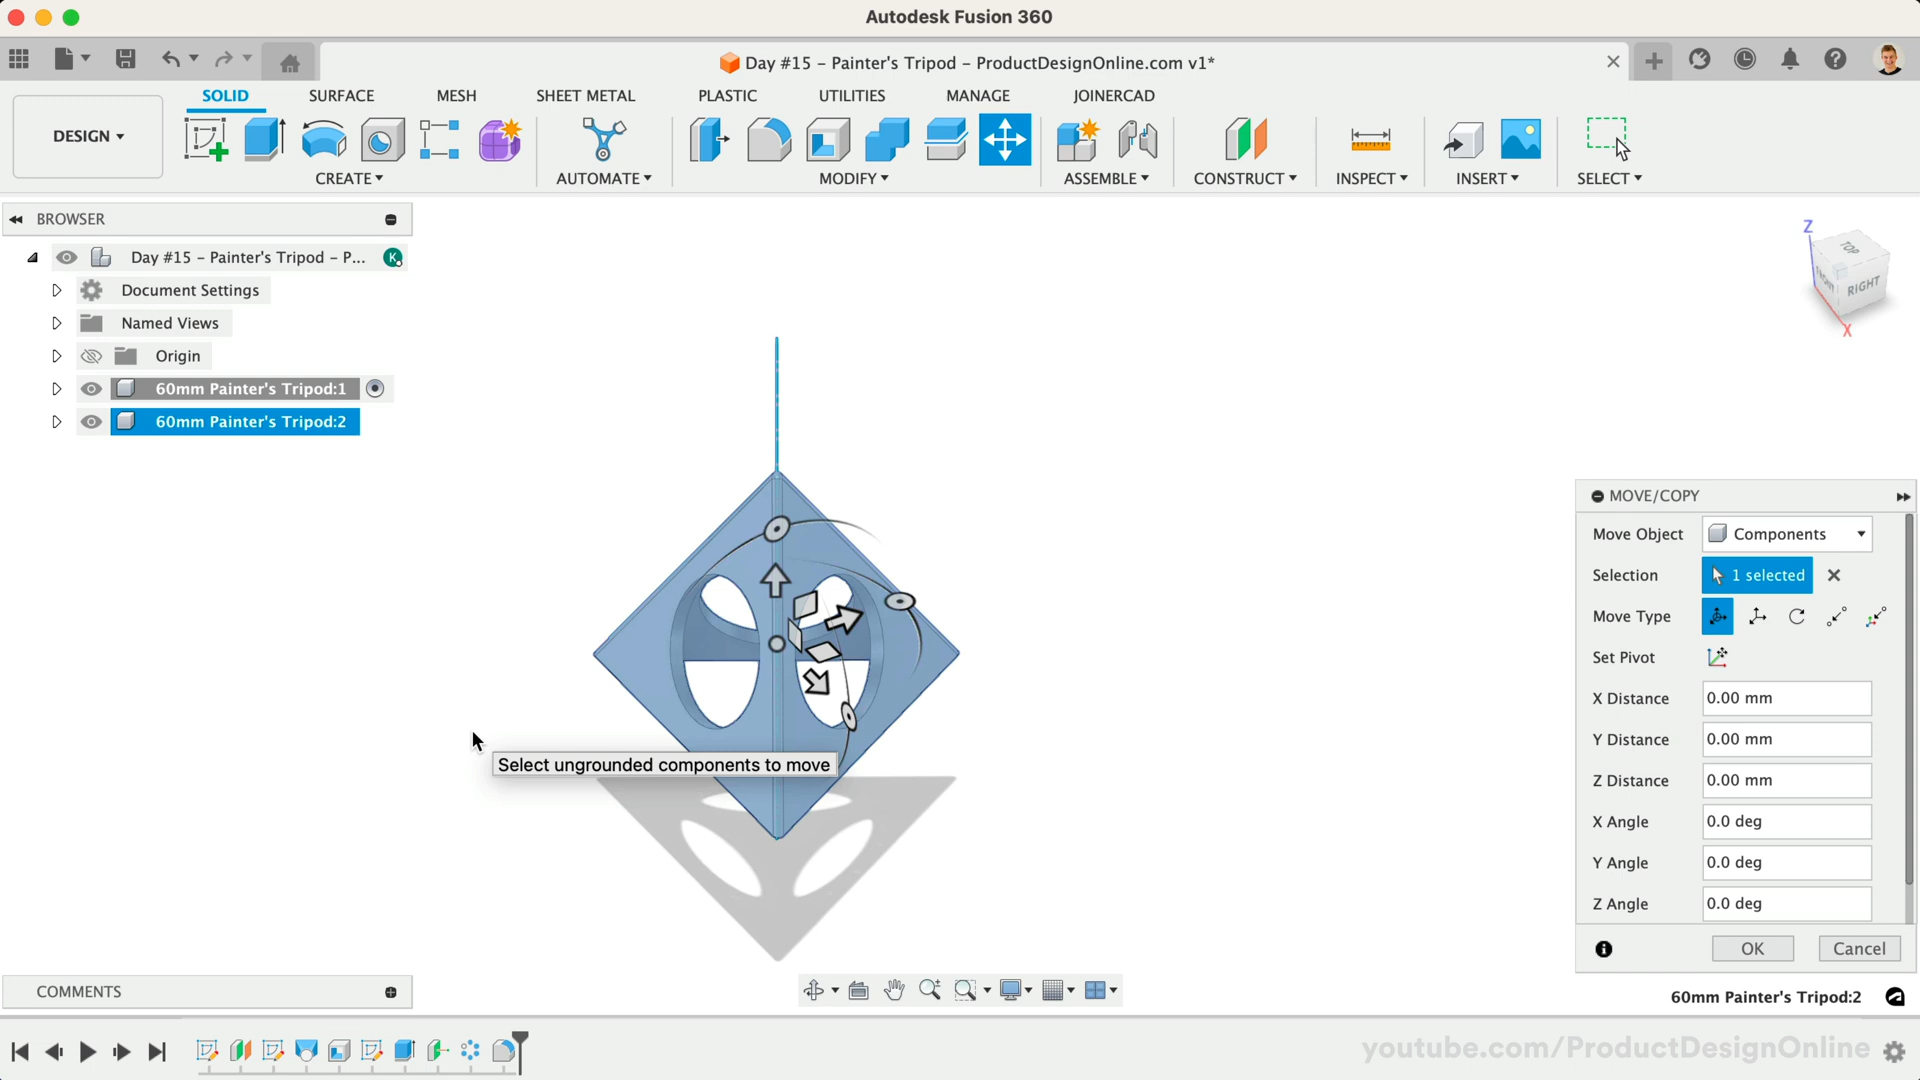 Autodesk Fusion 360
Day #15 - Painter's Tripod - ProductDesignOnline.com v1*
DESIGN
SOLID
SURFACE
MESH
SHEET METAL
PLASTIC
UTILITIES
MANAGE
JOINERCAD
CREATE
AUTOMATE
MODIFY
ASSEMBLE
CONSTRUCT
INSPECT
INSERT
SELECT
BROWSER
Day #15 - Painter's Tripod - P...
K
Document Settings
Named Views
Origin
60mm Painter's Tripod:1
60mm Painter's Tripod:2
Z
TOP
FRONT
RIGHT
X
Select ungrounded components to move
MOVE/COPY
Move Object Components
Selection 1 selected
Move Type
Set Pivot
X Distance 0.00 mm
Y Distance 0.00 mm
Z Distance 0.00 mm
X Angle 0.0 deg
Y Angle 0.0 deg
Z Angle 0.0 deg
OK Cancel
COMMENTS
60mm Painter's Tripod:2
youtube.com/ProductDesignOnline